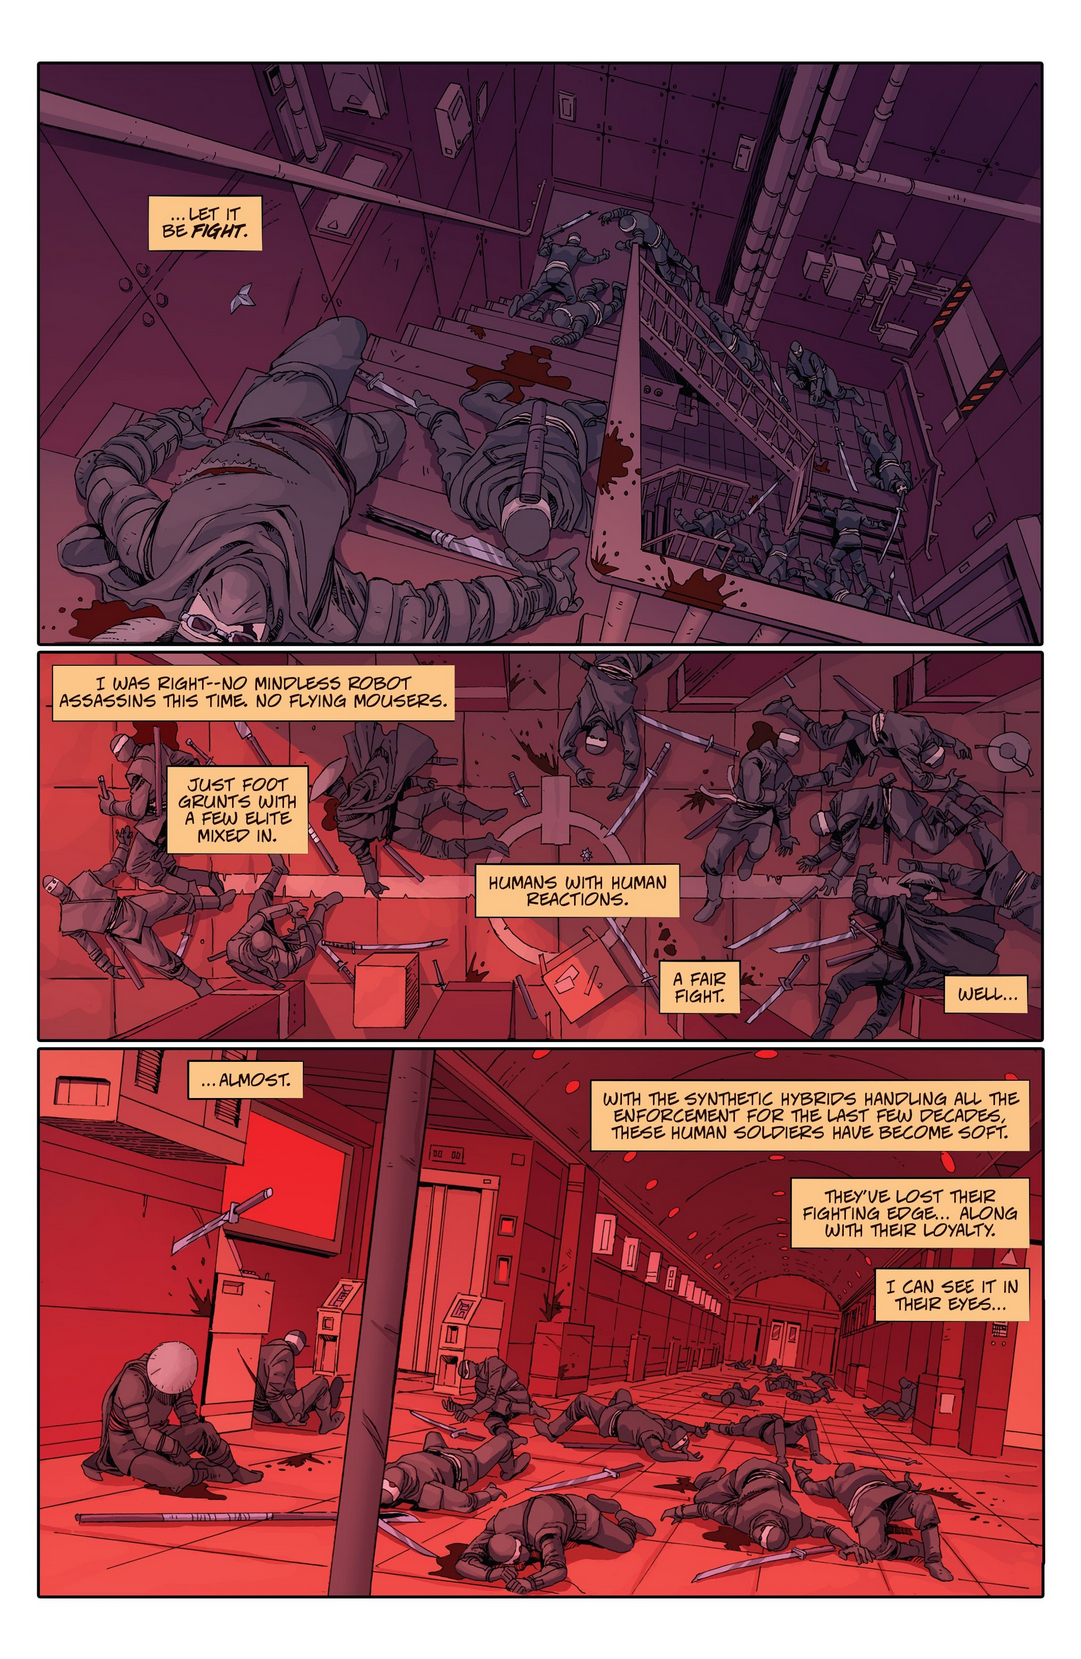 ...LET IT
BE FIGHT.
I WAS RIGHT--NO MINDLESS ROBOT
ASSASSINS THIS TIME. NO FLYING MOUSERS.
JUST FOOT
GRUNTS WITH
A FEW ELITE
MIXED IN.
HUMANS WITH HUMAN
REACTIONS.
A FAIR
FIGHT.
WELL...
...ALMOST.
WITH THE SYNTHETIC HYBRIDS HANDLING ALL THE
ENFORCEMENT FOR THE LAST FEW DECADES,
THESE HUMAN SOLDIERS HAVE BECOME SOFT.
THEY'VE LOST THEIR
FIGHTING EDGE... ALONG
WITH THEIR LOYALTY.
I CAN SEE IT IN
THEIR EYES...